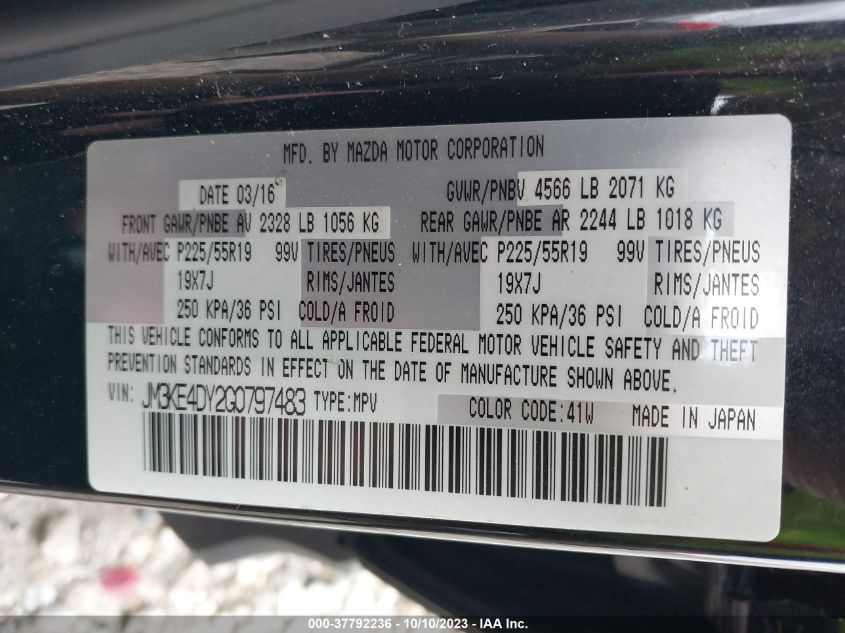 MFD. BY MAZDA MOTOR CORPORATION
DATE 03/16 GVWR/PNBV 4566 LB 2071 KG
FRONT GAWR/PNBE AV 2328 LB 1056 KG REAR GAWR/PNBE AR 2244 LB 1018 KG
WITH/AVEC P225/55R19 99V TIRES/PNEUS WITH/AVEC P225/55R19 99V TIRES/PNEUS
19X7J RIMS/JANTES 19X7J RIMS/JANTES
250 KPA/36 PSI COLD/A FROID 250 KPA/36 PSI COLD/A FROID
THIS VEHICLE CONFORMS TO ALL APPLICABLE FEDERAL MOTOR VEHICLE SAFETY AND THEFT
PREVENTION STANDARDS IN EFFECT ON THE DATE OF MANUFACTURE SHOWN ABOVE.
VIN: JM3KE4DY2G0797483 TYPE:MPV COLOR CODE:41W MADE IN JAPAN
000-37792236 - 10/10/2023 - IAA Inc.